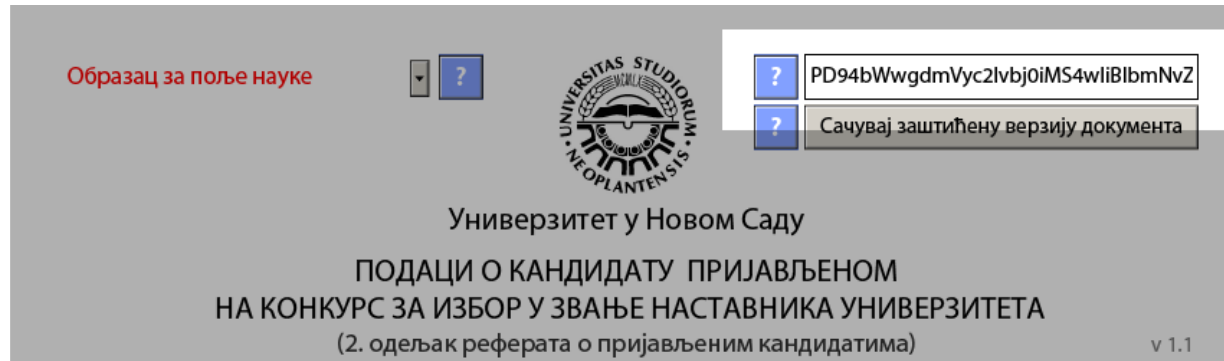 Образац за поље науке
?
?
PD94bWwgdmVyc2lvbj0iMS4wIiBlbmNvZ
?
Сачувај заштићену верзију документа
UNIVERSITAS STUDIORUM
MCMLX
NEOPLANTENSIS
Универзитет у Новом Саду
ПОДАЦИ О КАНДИДАТУ ПРИЈАВЉЕНОМ
НА КОНКУРС ЗА ИЗБОР У ЗВАЊЕ НАСТАВНИКА УНИВЕРЗИТЕТА
(2. одељак реферата о пријављеним кандидатима)
v 1.1